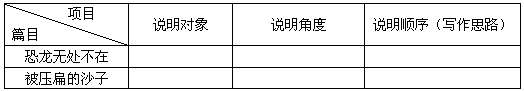 项目
篇目
说明对象
说明角度
说明顺序（写作思路）
恐龙无处不在
被压扁的沙子